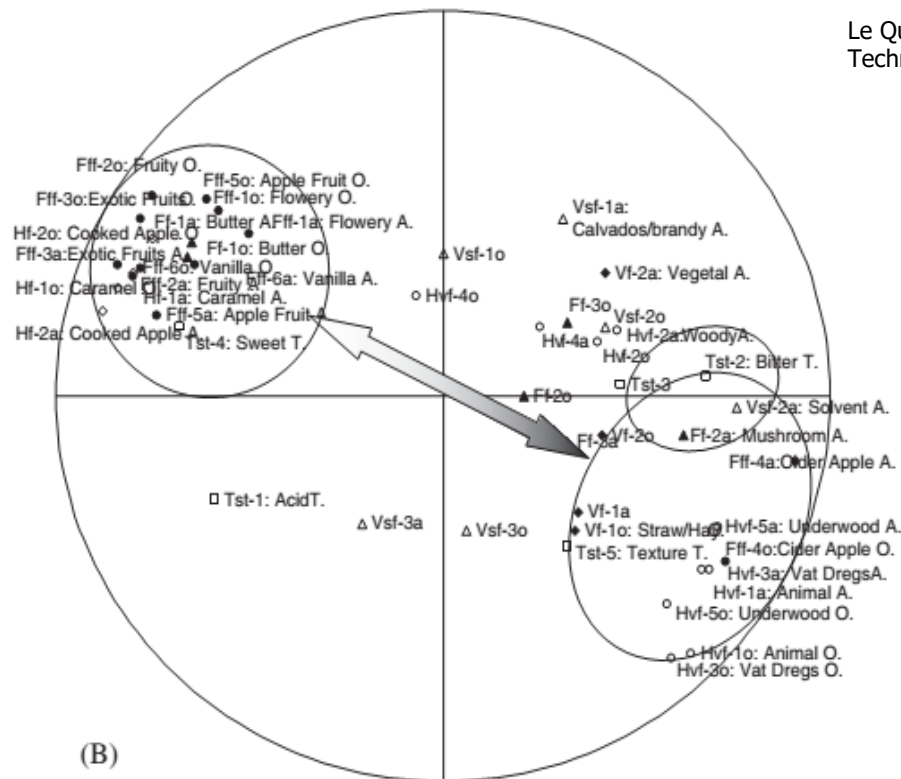 Le Qu
Techn
Fff-2o: Fruity O.
Fff-5o: Apple Fruit O.
Fff-3o:Exotic Fruits O.
Fff-1o: Flowery O.
Ff-1a: Butter A.
Fff-1a: Flowery A.
Hf-2o: Cooked Apple. O
Ff-1o: Butter O.
Fff-3a:Exotic Fruits A.
Fff-6o: Vanilla O
Fff-6a: Vanilla A.
Hf-1o: Caramel O
Fff-2a: Fruity A.
Hf-1a: Caramel A.
Fff-5a: Apple Fruit A.
Hf-2a: Cooked Apple A.
Tst-4: Sweet T.
Vsf-1a:
Calvados/brandy A.
Vsf-1o
Vf-2a: Vegetal A.
Hvf-4o
Ff-3o
Vsf-2o
Hvf-4a
Hvf-2a:WoodyA.
Hvf-2o
Tst-2: Bitter T.
Tst-3
Ff-2o
Vsf-2a: Solvent A.
Ff-3a
Vf-2o
Ff-2a: Mushroom A.
Fff-4a:Cider Apple A.
Tst-1: AcidT.
Vsf-3a
Vsf-3o
Vf-1a
Vf-1o: Straw/Hay.
Tst-5: Texture T.
Hvf-5a: Underwood A.
Fff-4o:Cider Apple O.
Hvf-3a: Vat DregsA.
Hvf-1a: Animal A.
Hvf-5o: Underwood O.
Hvf-1o: Animal O.
Hvf-3o: Vat Dregs O.
(B)